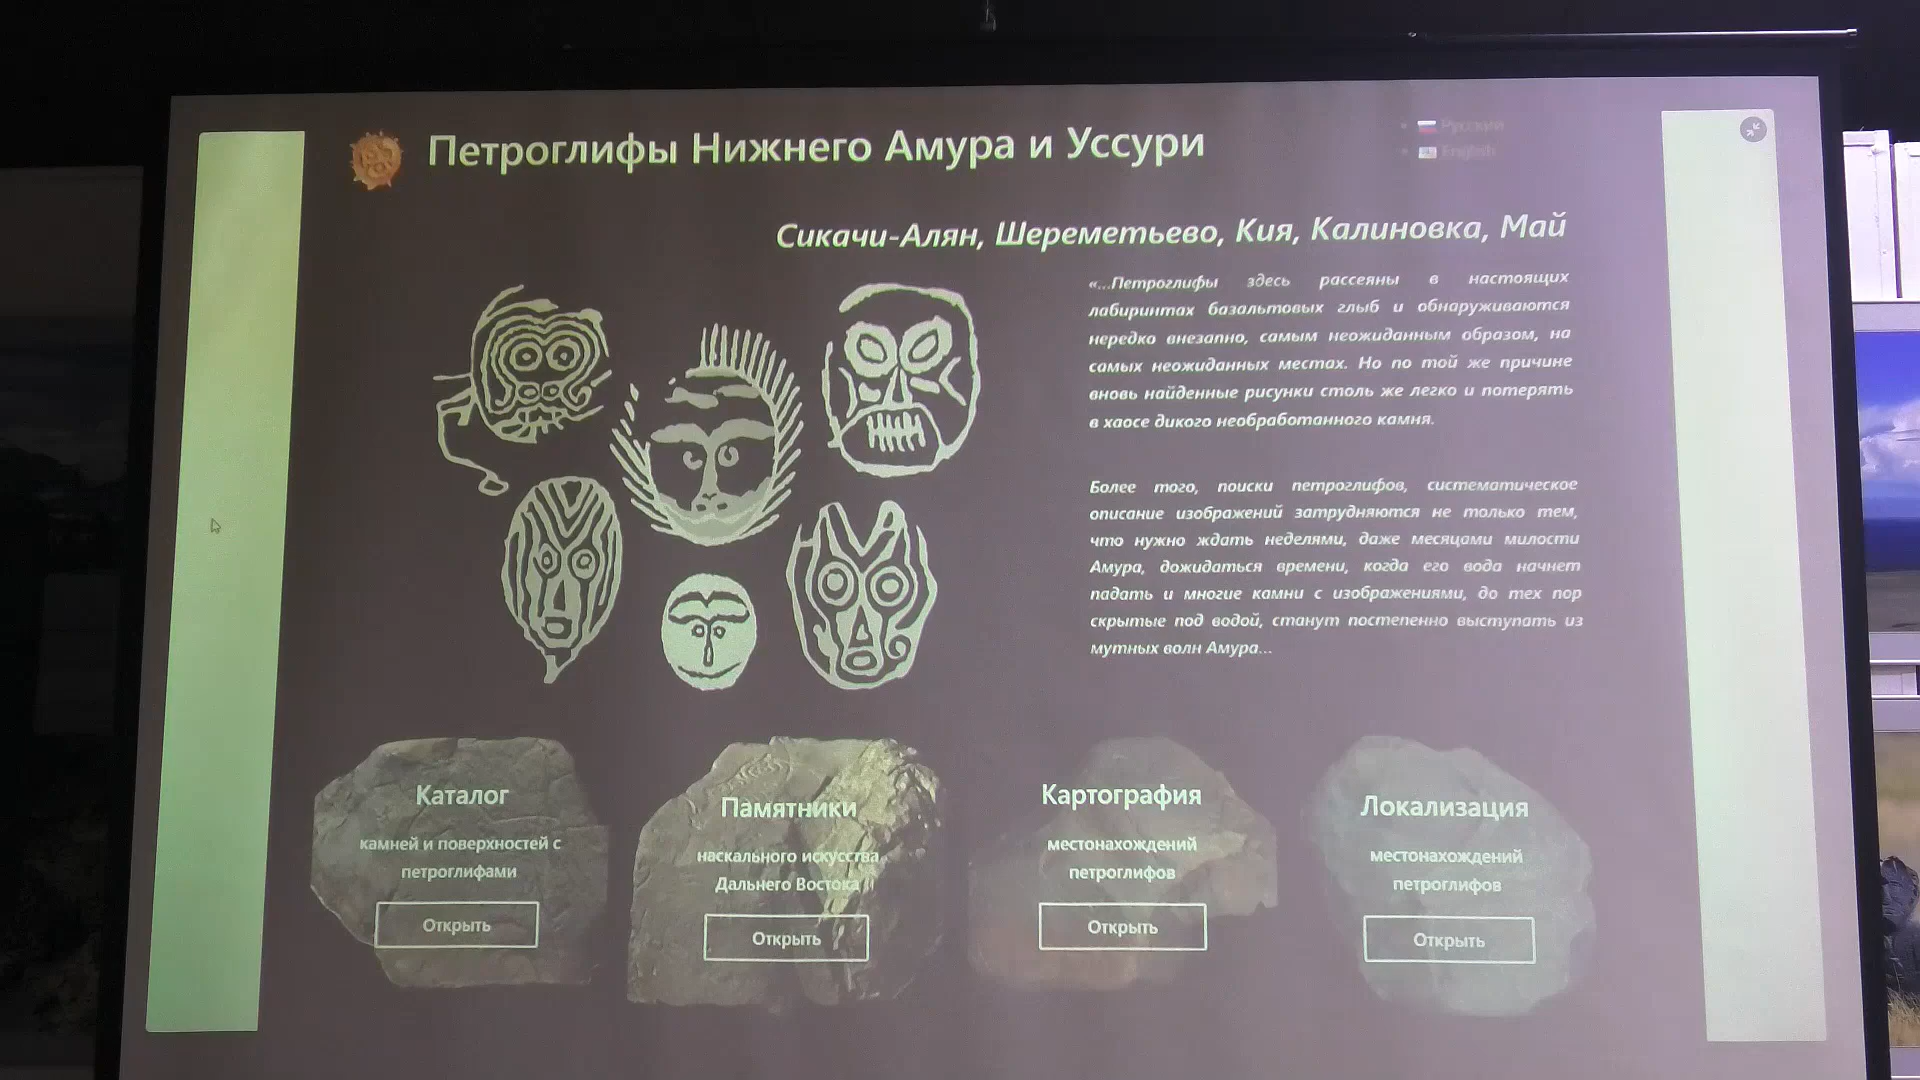 Петроглифы Нижнего Амура и Уссури
Русский
English
Сикачи-Алян, Шереметьево, Кия, Калиновка, Май
«...Петроглифы здесь рассеяны в настоящих
лабиринтах базальтовых глыб и обнаруживаются
нередко внезапно, самым неожиданным образом, на
самых неожиданных местах. Но по той же причине
вновь найденные рисунки столь же легко и потерять
в хаосе дикого необработанного камня.
Более того, поиски петроглифов, систематическое
описание изображений затрудняются не только тем,
что нужно ждать неделями, даже месяцами милости
Амура, дожидаться времени, когда его вода начнет
падать и многие камни с изображениями, до тех пор
скрытые под водой, станут постепенно выступать из
мутных волн Амура...
Каталог
камней и поверхностей с
петроглифами
Открыть
Памятники
наскального искусства
Дальнего Востока
Открыть
Картография
местонахождений
петроглифов
Открыть
Локализация
местонахождений
петроглифов
Открыть